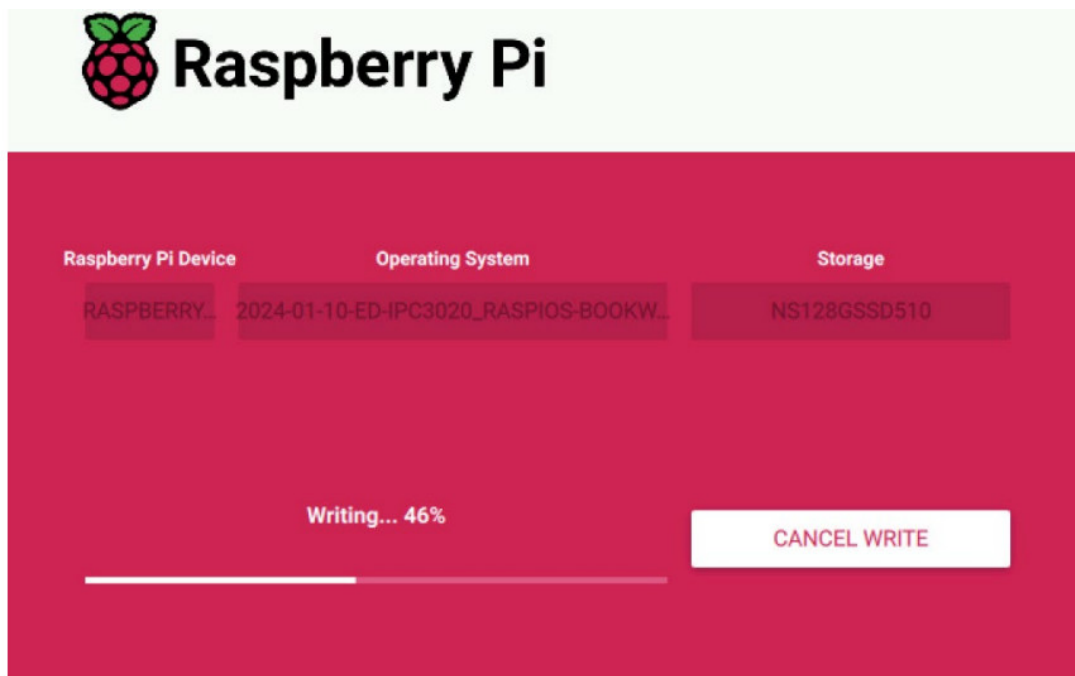 Raspberry Pi
Raspberry Pi Device Operating System Storage
RASPBERRY... 2024-01-10-ED-IPC3020_RASPIOS-BOOKW... NS128GSSD510
Writing... 46%
CANCEL WRITE